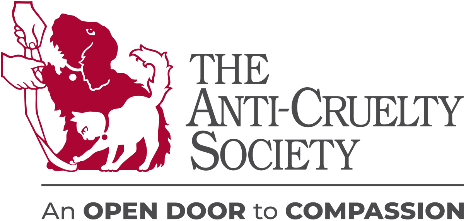 THE
ANTI-CRUELTY
SOCIETY
An OPEN DOOR to COMPASSION